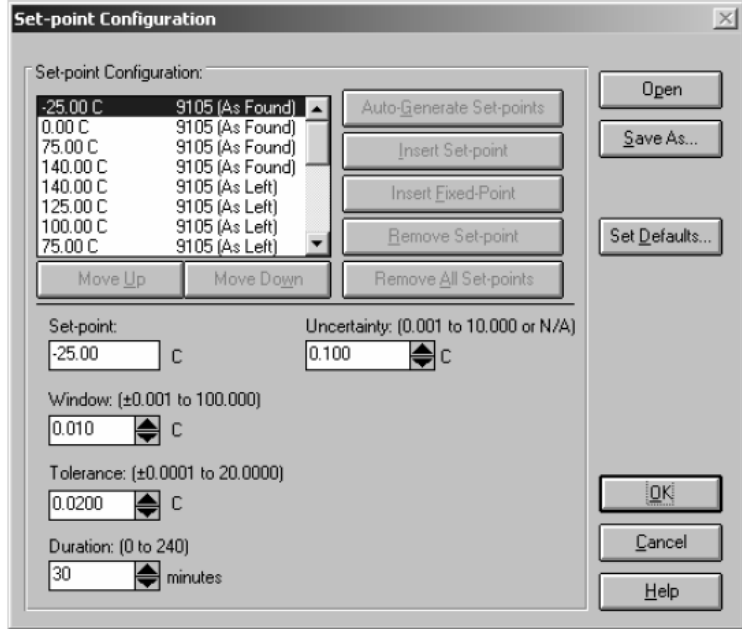 Set-point Configuration
Set-point Configuration:
-25.00 C 9105 (As Found)
0.00 C 9105 (As Found)
75.00 C 9105 (As Found)
140.00 C 9105 (As Found)
140.00 C 9105 (As Left)
125.00 C 9105 (As Left)
100.00 C 9105 (As Left)
75.00 C 9105 (As Left)
Auto-Generate Set-points
Insert Set-point
Insert Fixed-Point
Remove Set-point
Move Up Move Down Remove All Set-points
Open
Save As...
Set Defaults...
Set-point: Uncertainty: (0.001 to 10.000 or N/A)
-25.00 C 0.100 C
Window: (±0.001 to 100.000)
0.010 C
Tolerance: (±0.0001 to 20.0000)
0.0200 C
Duration: (0 to 240)
30 minutes
OK
Cancel
Help